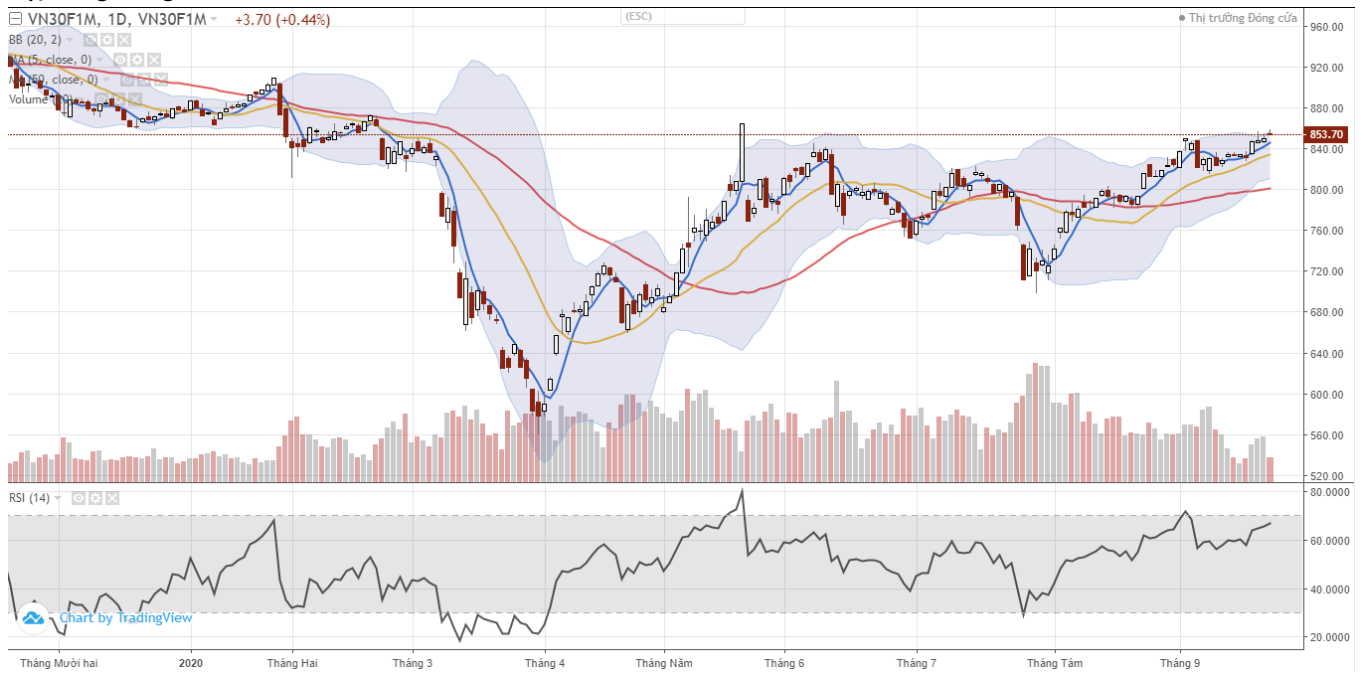 VN30F1M, 1D, VN30F1M +3.70 (+0.44%)
(ESC)
Thị trường Đóng cửa
BB (20, 2)
MA (5, close, 0)
MA (50, close, 0)
Volume
960.00
920.00
880.00
853.70
840.00
800.00
760.00
720.00
680.00
640.00
600.00
560.00
520.00
RSI (14)
80.0000
60.0000
40.0000
20.0000
Chart by TradingView
Tháng Mười hai 2020 Tháng Hai Tháng 3 Tháng 4 Tháng Năm Tháng 6 Tháng 7 Tháng Tám Tháng 9